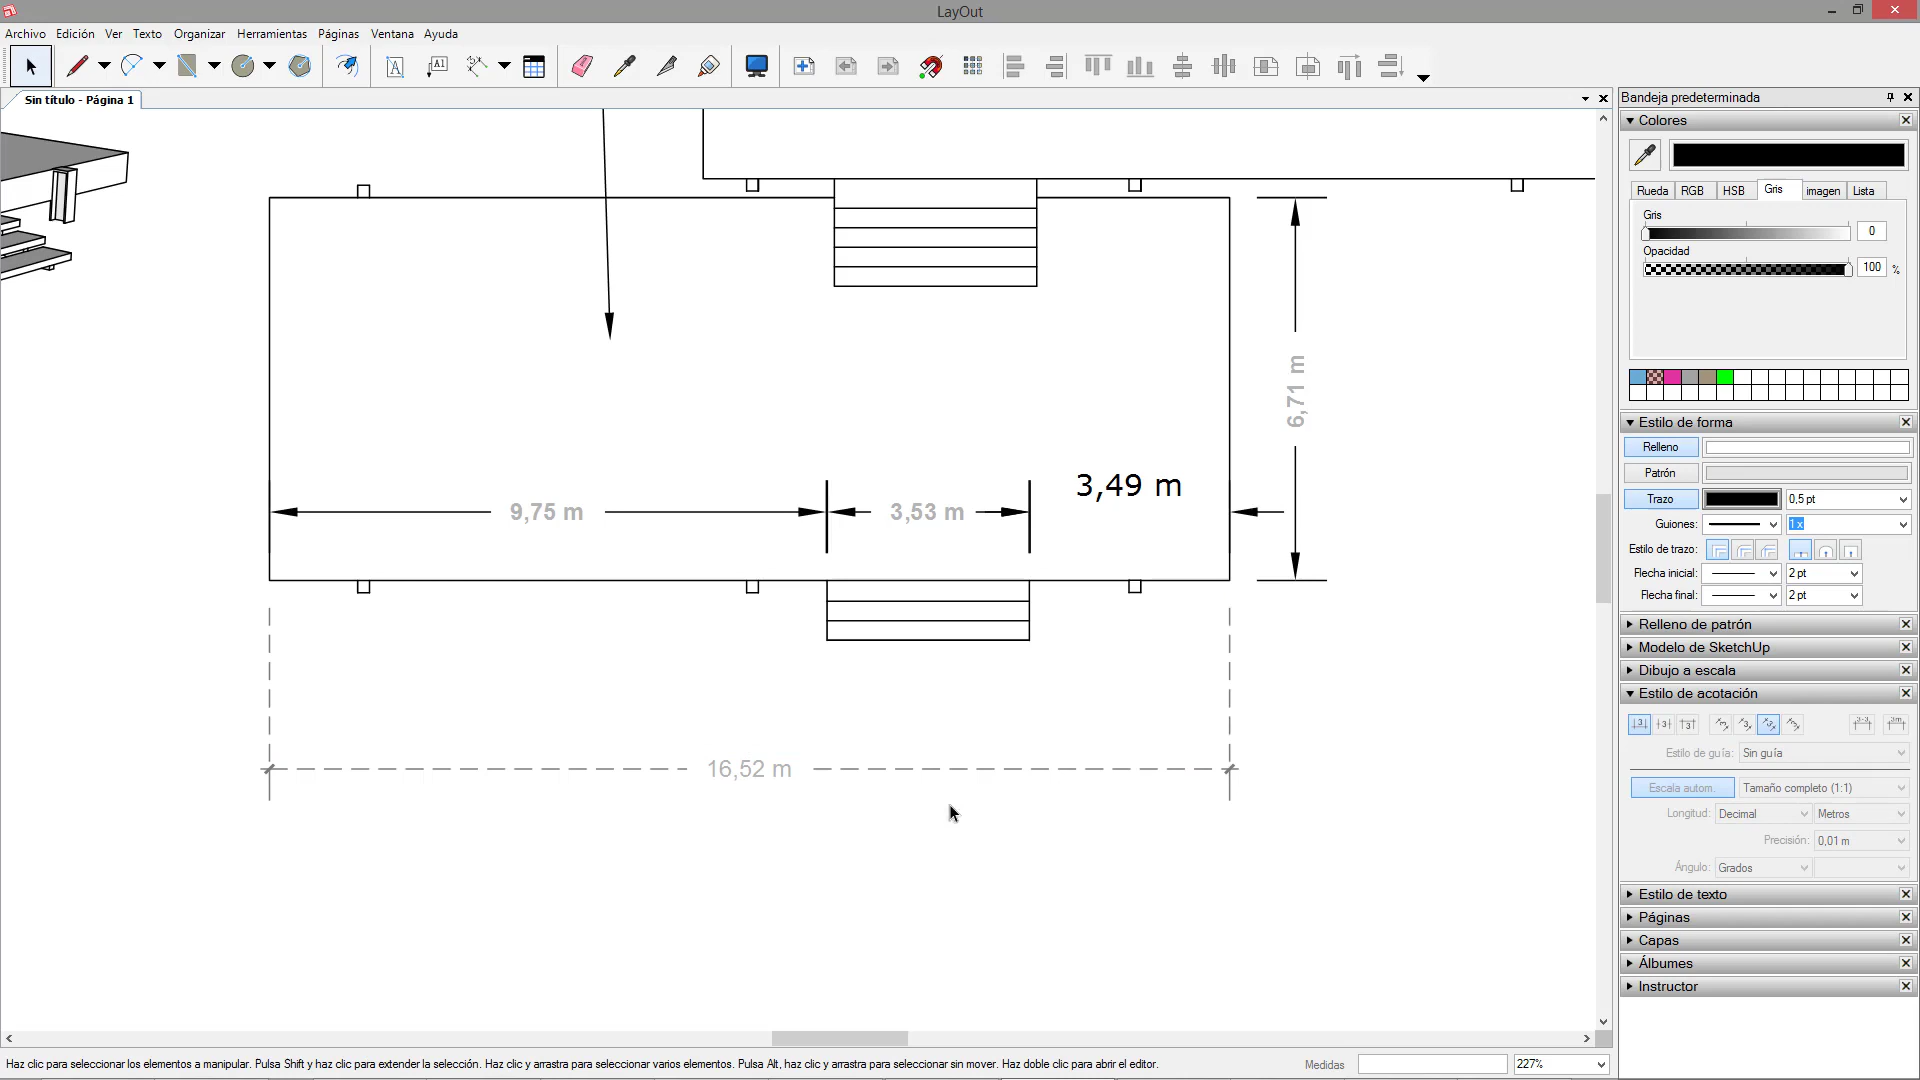 LayOut
Archivo Edición Ver Texto Organizar Herramientas Páginas Ventana Ayuda
A1
Sin título - Página 1
Bandeja predeterminada
Colores
Rueda RGB HSB Gris imagen Lista
Gris
0
Opacidad
100 %
Estilo de forma
Relleno
Patrón
Trazo 0,5 pt
Guiones: 1 x
Estilo de trazo:
Flecha inicial: 2 pt
Flecha final: 2 pt
Relleno de patrón
Modelo de SketchUp
Dibujo a escala
Estilo de acotación
Estilo de guía: Sin guía
Escala autom. Tamaño completo (1:1)
Longitud: Decimal Metros
Precisión: 0,01 m
Ángulo: Grados
Estilo de texto
Páginas
Capas
Álbumes
Instructor
6,71 m
3,49 m
9,75 m
3,53 m
16,52 m
Haz clic para seleccionar los elementos a manipular. Pulsa Shift y haz clic para extender la selección. Haz clic y arrastra para seleccionar varios elementos. Pulsa Alt, haz clic y arrastra para seleccionar sin mover. Haz doble clic para abrir el editor.
Medidas
227%